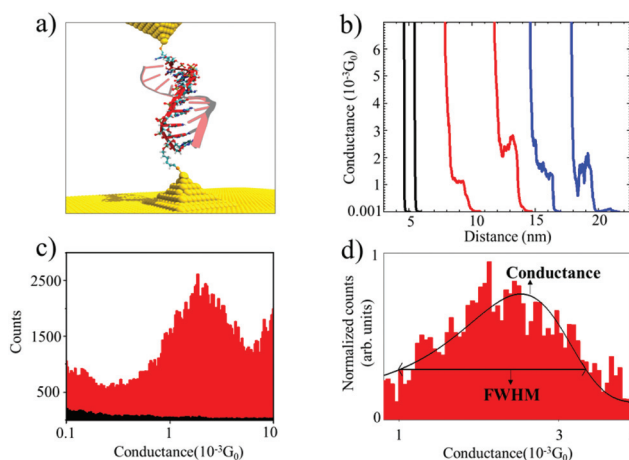 a)
b)
Conductance (10⁻³G₀)
6
5
4
3
2
1
0.001
5
10
15
20
Distance (nm)
c)
Counts
2500
1500
500
0.1
1
10
Conductance(10⁻³G₀)
d)
Normalized counts
(arb. units)
1
0
Conductance
FWHM
1
3
Conductance(10⁻³G₀)